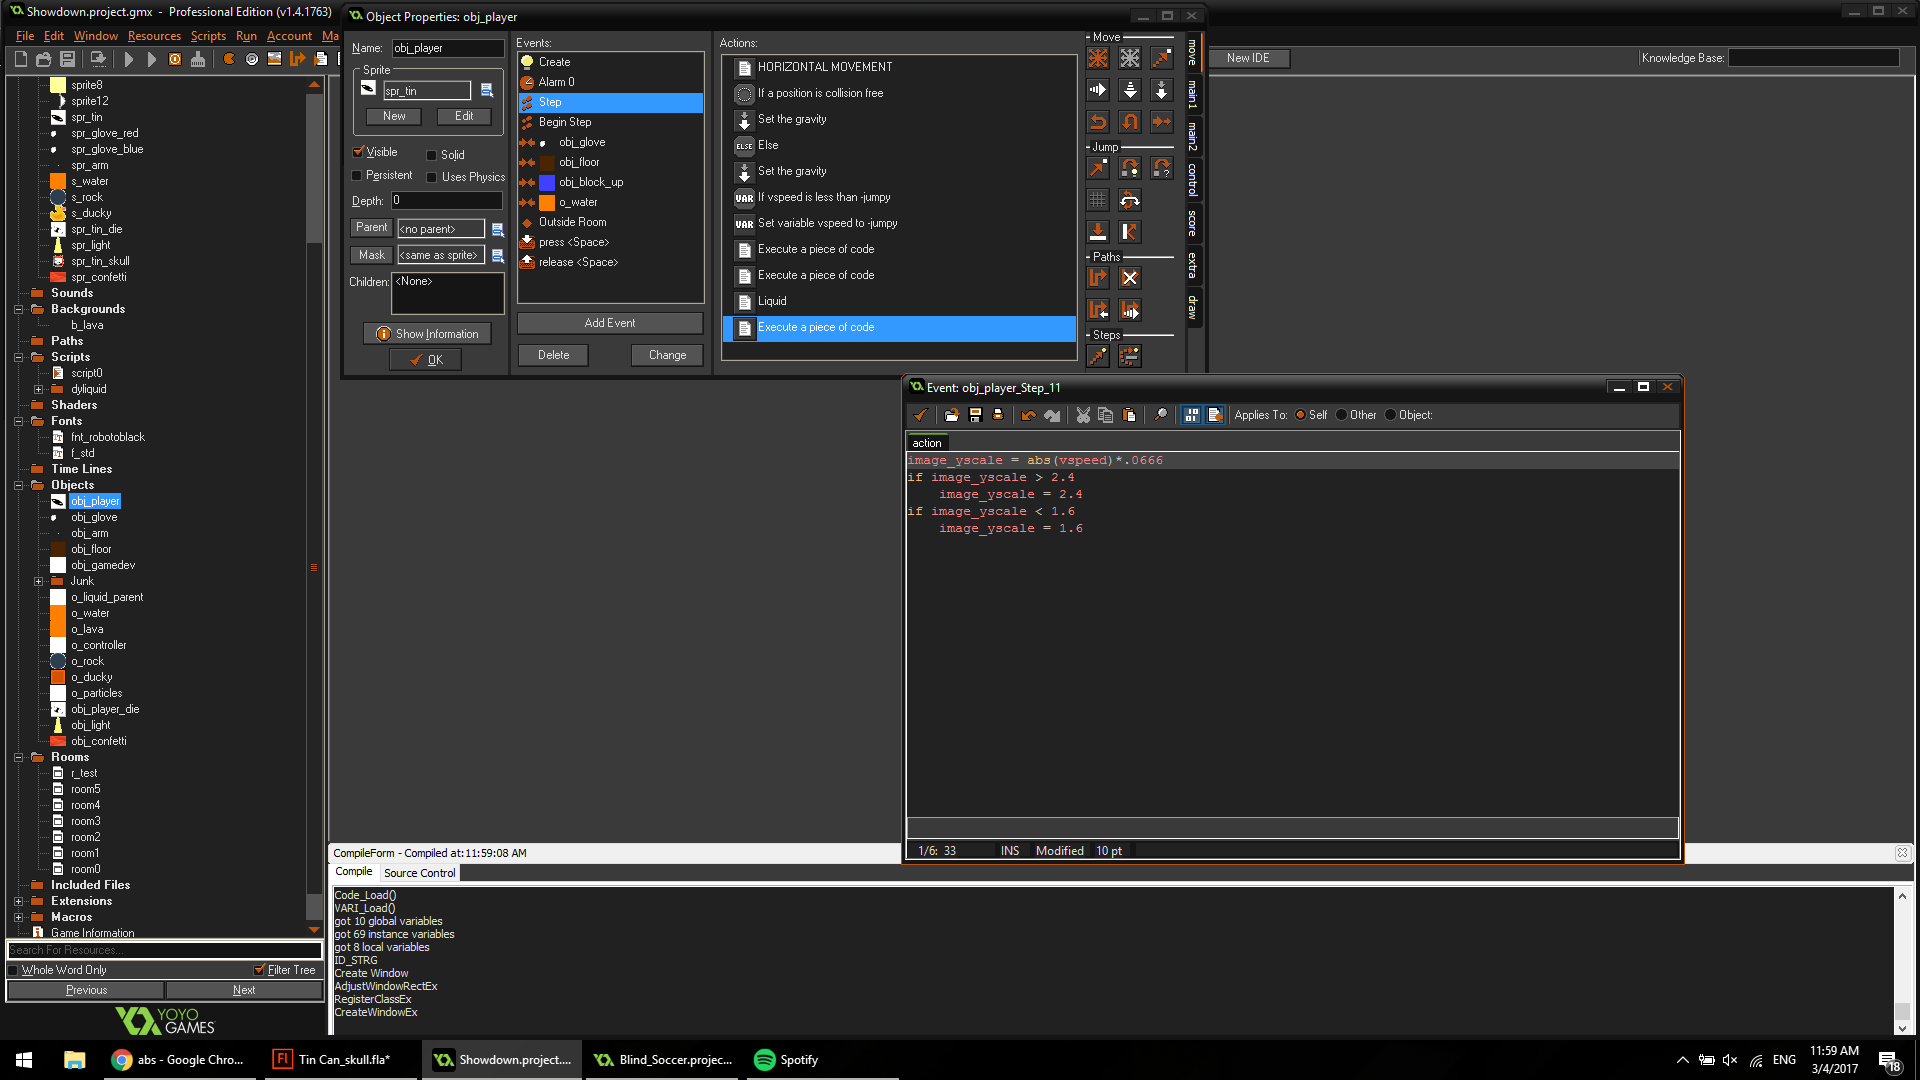 Showdown.project.gmx - Professional Edition (v1.4.1763)
File Edit Window Resources Scripts Run Account Ma
sprite8
sprite12
spr_tin
spr_glove_red
spr_glove_blue
spr_arm
s_water
s_rock
s_ducky
spr_tin_die
spr_light
spr_tin_skull
spr_confetti
Sounds
Backgrounds
b_lava
Paths
Scripts
script0
dyliquid
Shaders
Fonts
fnt_robotoblack
f_std
Time Lines
Objects
obj_player
obj_glove
obj_arm
obj_floor
obj_gamedev
Junk
o_liquid_parent
o_water
o_lava
o_controller
o_rock
o_ducky
o_particles
obj_player_die
obj_light
obj_confetti
Rooms
r_test
room5
room4
room3
room2
room1
room0
Included Files
Extensions
Macros
Game Information
Search For Resources...
Whole Word Only Filter Tree
Previous Next
YOYO
GAMES
Object Properties: obj_player
Name: obj_player
Sprite
spr_tin
New Edit
Visible Solid
Persistent Uses Physics
Depth: 0
Parent <no parent>
Mask <same as sprite>
Children: <None>
Show Information
OK
Events:
Create
Alarm 0
Step
Begin Step
obj_glove
obj_floor
obj_block_up
o_water
Outside Room
press <Space>
release <Space>
Add Event
Delete Change
Actions:
HORIZONTAL MOVEMENT
If a position is collision free
Set the gravity
ELSE Else
Set the gravity
VAR If vspeed is less than -jumpy
VAR Set variable vspeed to -jumpy
Execute a piece of code
Execute a piece of code
Liquid
Execute a piece of code
Move
Jump
Paths
Steps
move
main1
main2
control
score
extra
draw
New IDE
Knowledge Base:
Event: obj_player_Step_11
Applies To: Self Other Object:
action
image_yscale = abs(vspeed)*.0666
if image_yscale > 2.4
image_yscale = 2.4
if image_yscale < 1.6
image_yscale = 1.6
1/6: 33 INS Modified 10 pt
CompileForm - Compiled at:11:59:08 AM
Compile Source Control
Code_Load()
VARI_Load()
got 10 global variables
got 69 instance variables
got 8 local variables
ID_STRG
Create Window
AdjustWindowRectEx
RegisterClassEx
CreateWindowEx
abs - Google Chro...
Fl Tin Can_skull.fla*
Showdown.project....
Blind_Soccer.projec...
Spotify
ENG
11:59 AM
3/4/2017
18